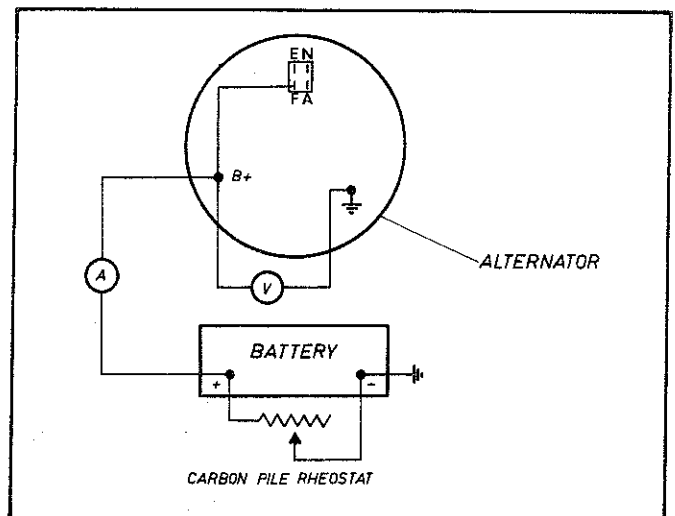 EN
FA
B+
ALTERNATOR
A
V
BATTERY
+ -
CARBON PILE RHEOSTAT